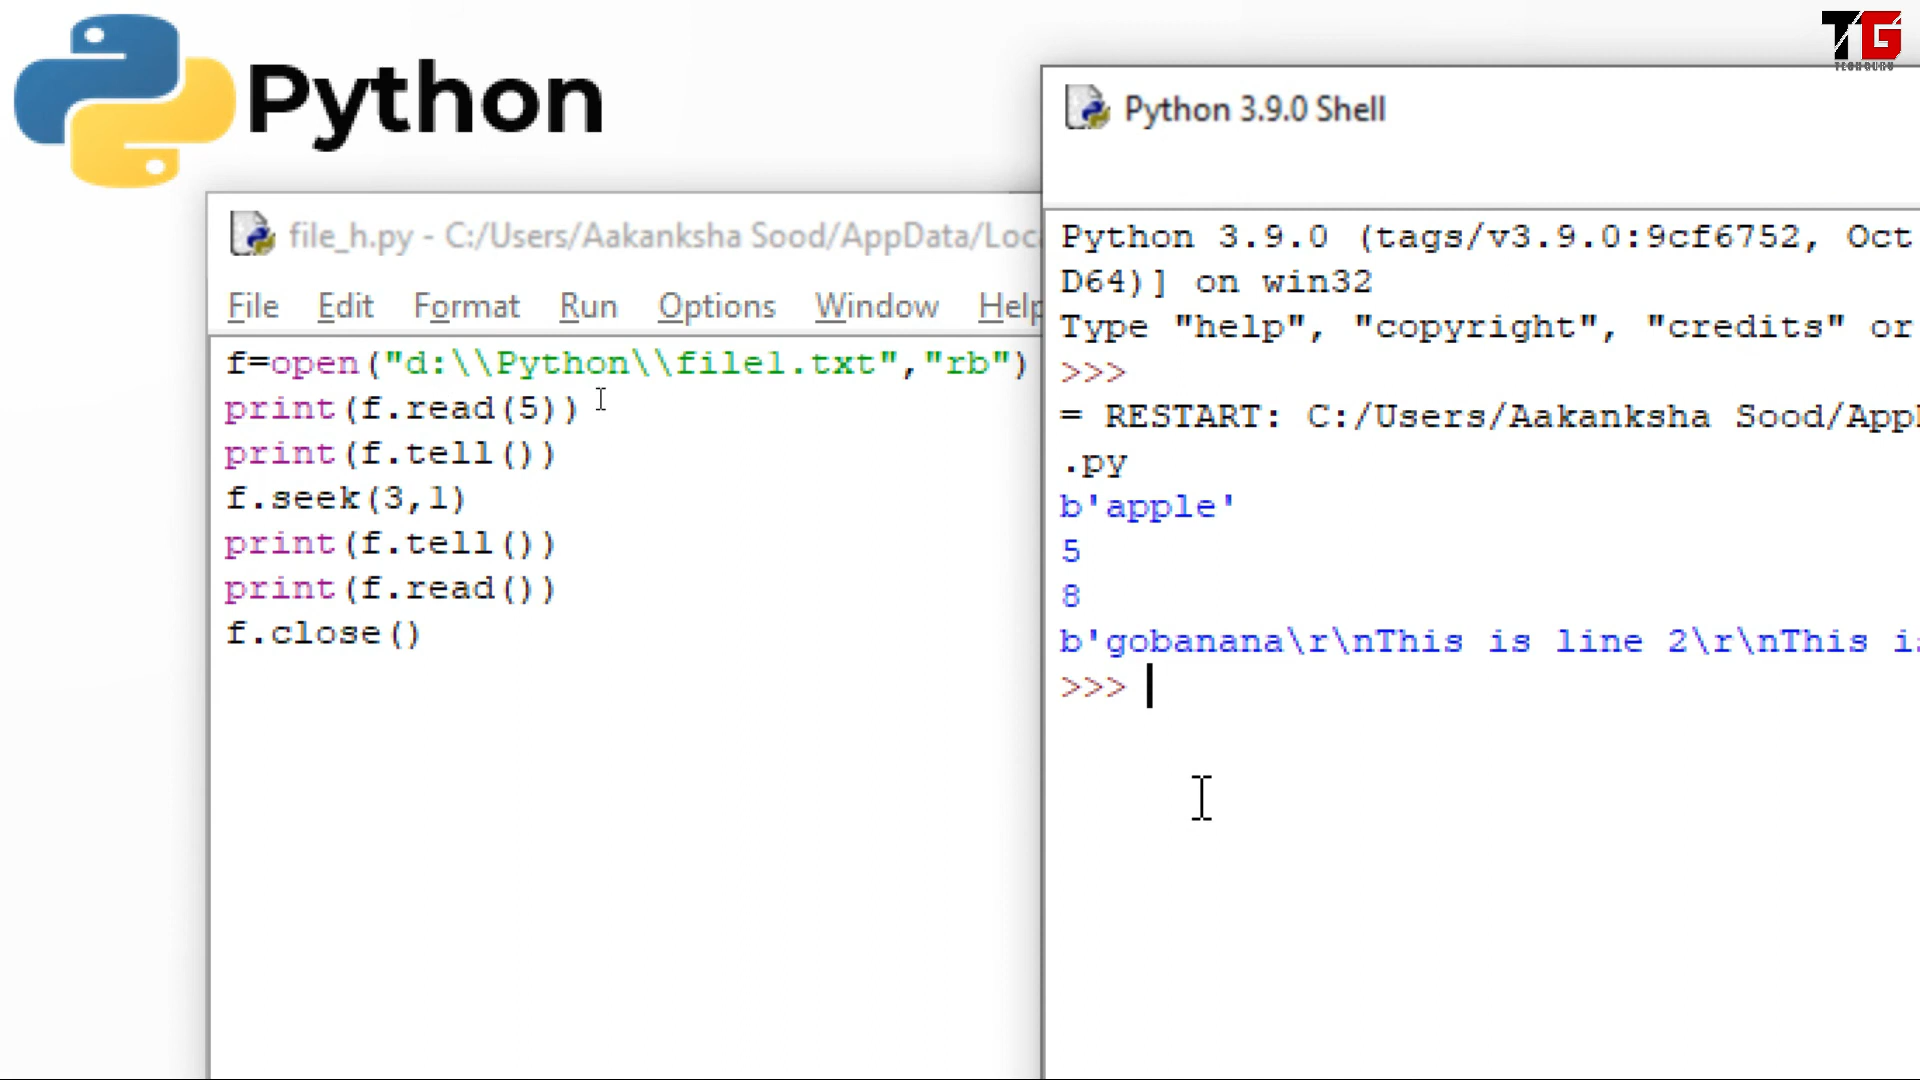 Python
TG
TECHGURU
file_h.py - C:/Users/Aakanksha Sood/AppData/Loc
File Edit Format Run Options Window Help
f=open("d:\\Python\\file1.txt","rb")
print(f.read(5))
print(f.tell())
f.seek(3,1)
print(f.tell())
print(f.read())
f.close()
Python 3.9.0 Shell
Python 3.9.0 (tags/v3.9.0:9cf6752, Oct
D64)] on win32
Type "help", "copyright", "credits" or
>>>
= RESTART: C:/Users/Aakanksha Sood/App
.py
b'apple'
5
8
b'gobanana\r\nThis is line 2\r\nThis is
>>>